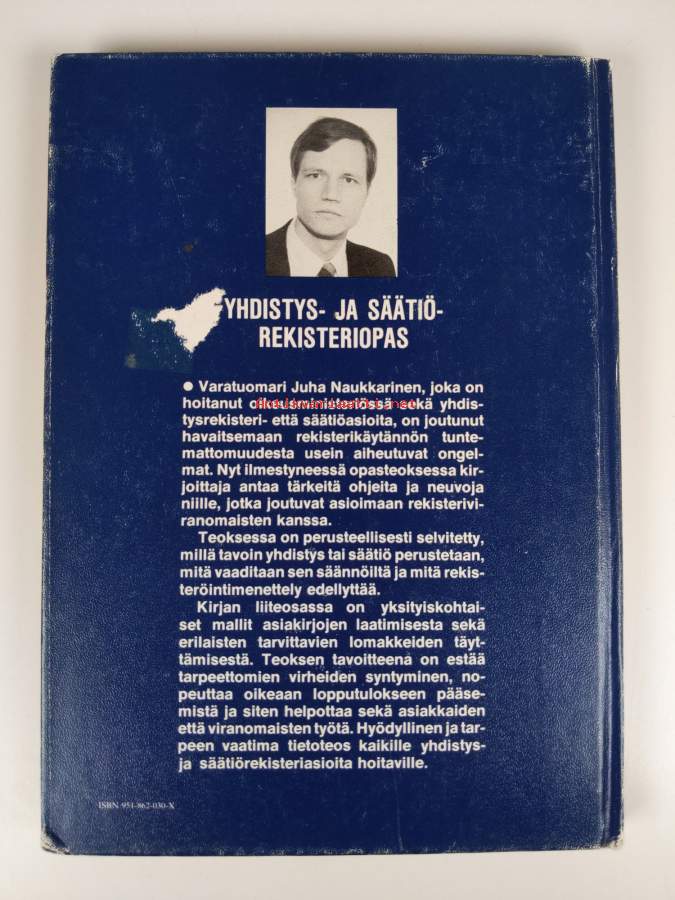 YHDISTYS- JA SÄÄTIÖ-
REKISTERIOPAS
● Varatuomari Juha Naukkarinen, joka on
hoitanut oikeusministeriössä sekä yhdis-
tysrekisteri- että säätiöasioita, on joutunut
havaitsemaan rekisterikäytännön tunte-
mattomuudesta usein aiheutuvat ongel-
mat. Nyt ilmestyneessä opasteoksessa kir-
joittaja antaa tärkeitä ohjeita ja neuvoja
niille, jotka joutuvat asioimaan rekisterivi-
ranomaisten kanssa.
Teoksessa on perusteellisesti selvitetty,
millä tavoin yhdistys tai säätiö perustetaan,
mitä vaaditaan sen säännöiltä ja mitä rekis-
teröintimenettely edellyttää.
Kirjan liiteosassa on yksityiskohtai-
set mallit asiakirjojen laatimisesta sekä
erilaisten tarvittavien lomakkeiden täyt-
tämisestä. Teoksen tavoitteena on estää
tarpeettomien virheiden syntyminen, no-
peuttaa oikeaan lopputulokseen pääse-
mistä ja siten helpottaa sekä asiakkaiden
että viranomaisten työtä. Hyödyllinen ja tar-
peen vaatima tietoteos kaikille yhdistys-
ja säätiörekisteriasioita hoitaville.
ISBN 951-862-030-X